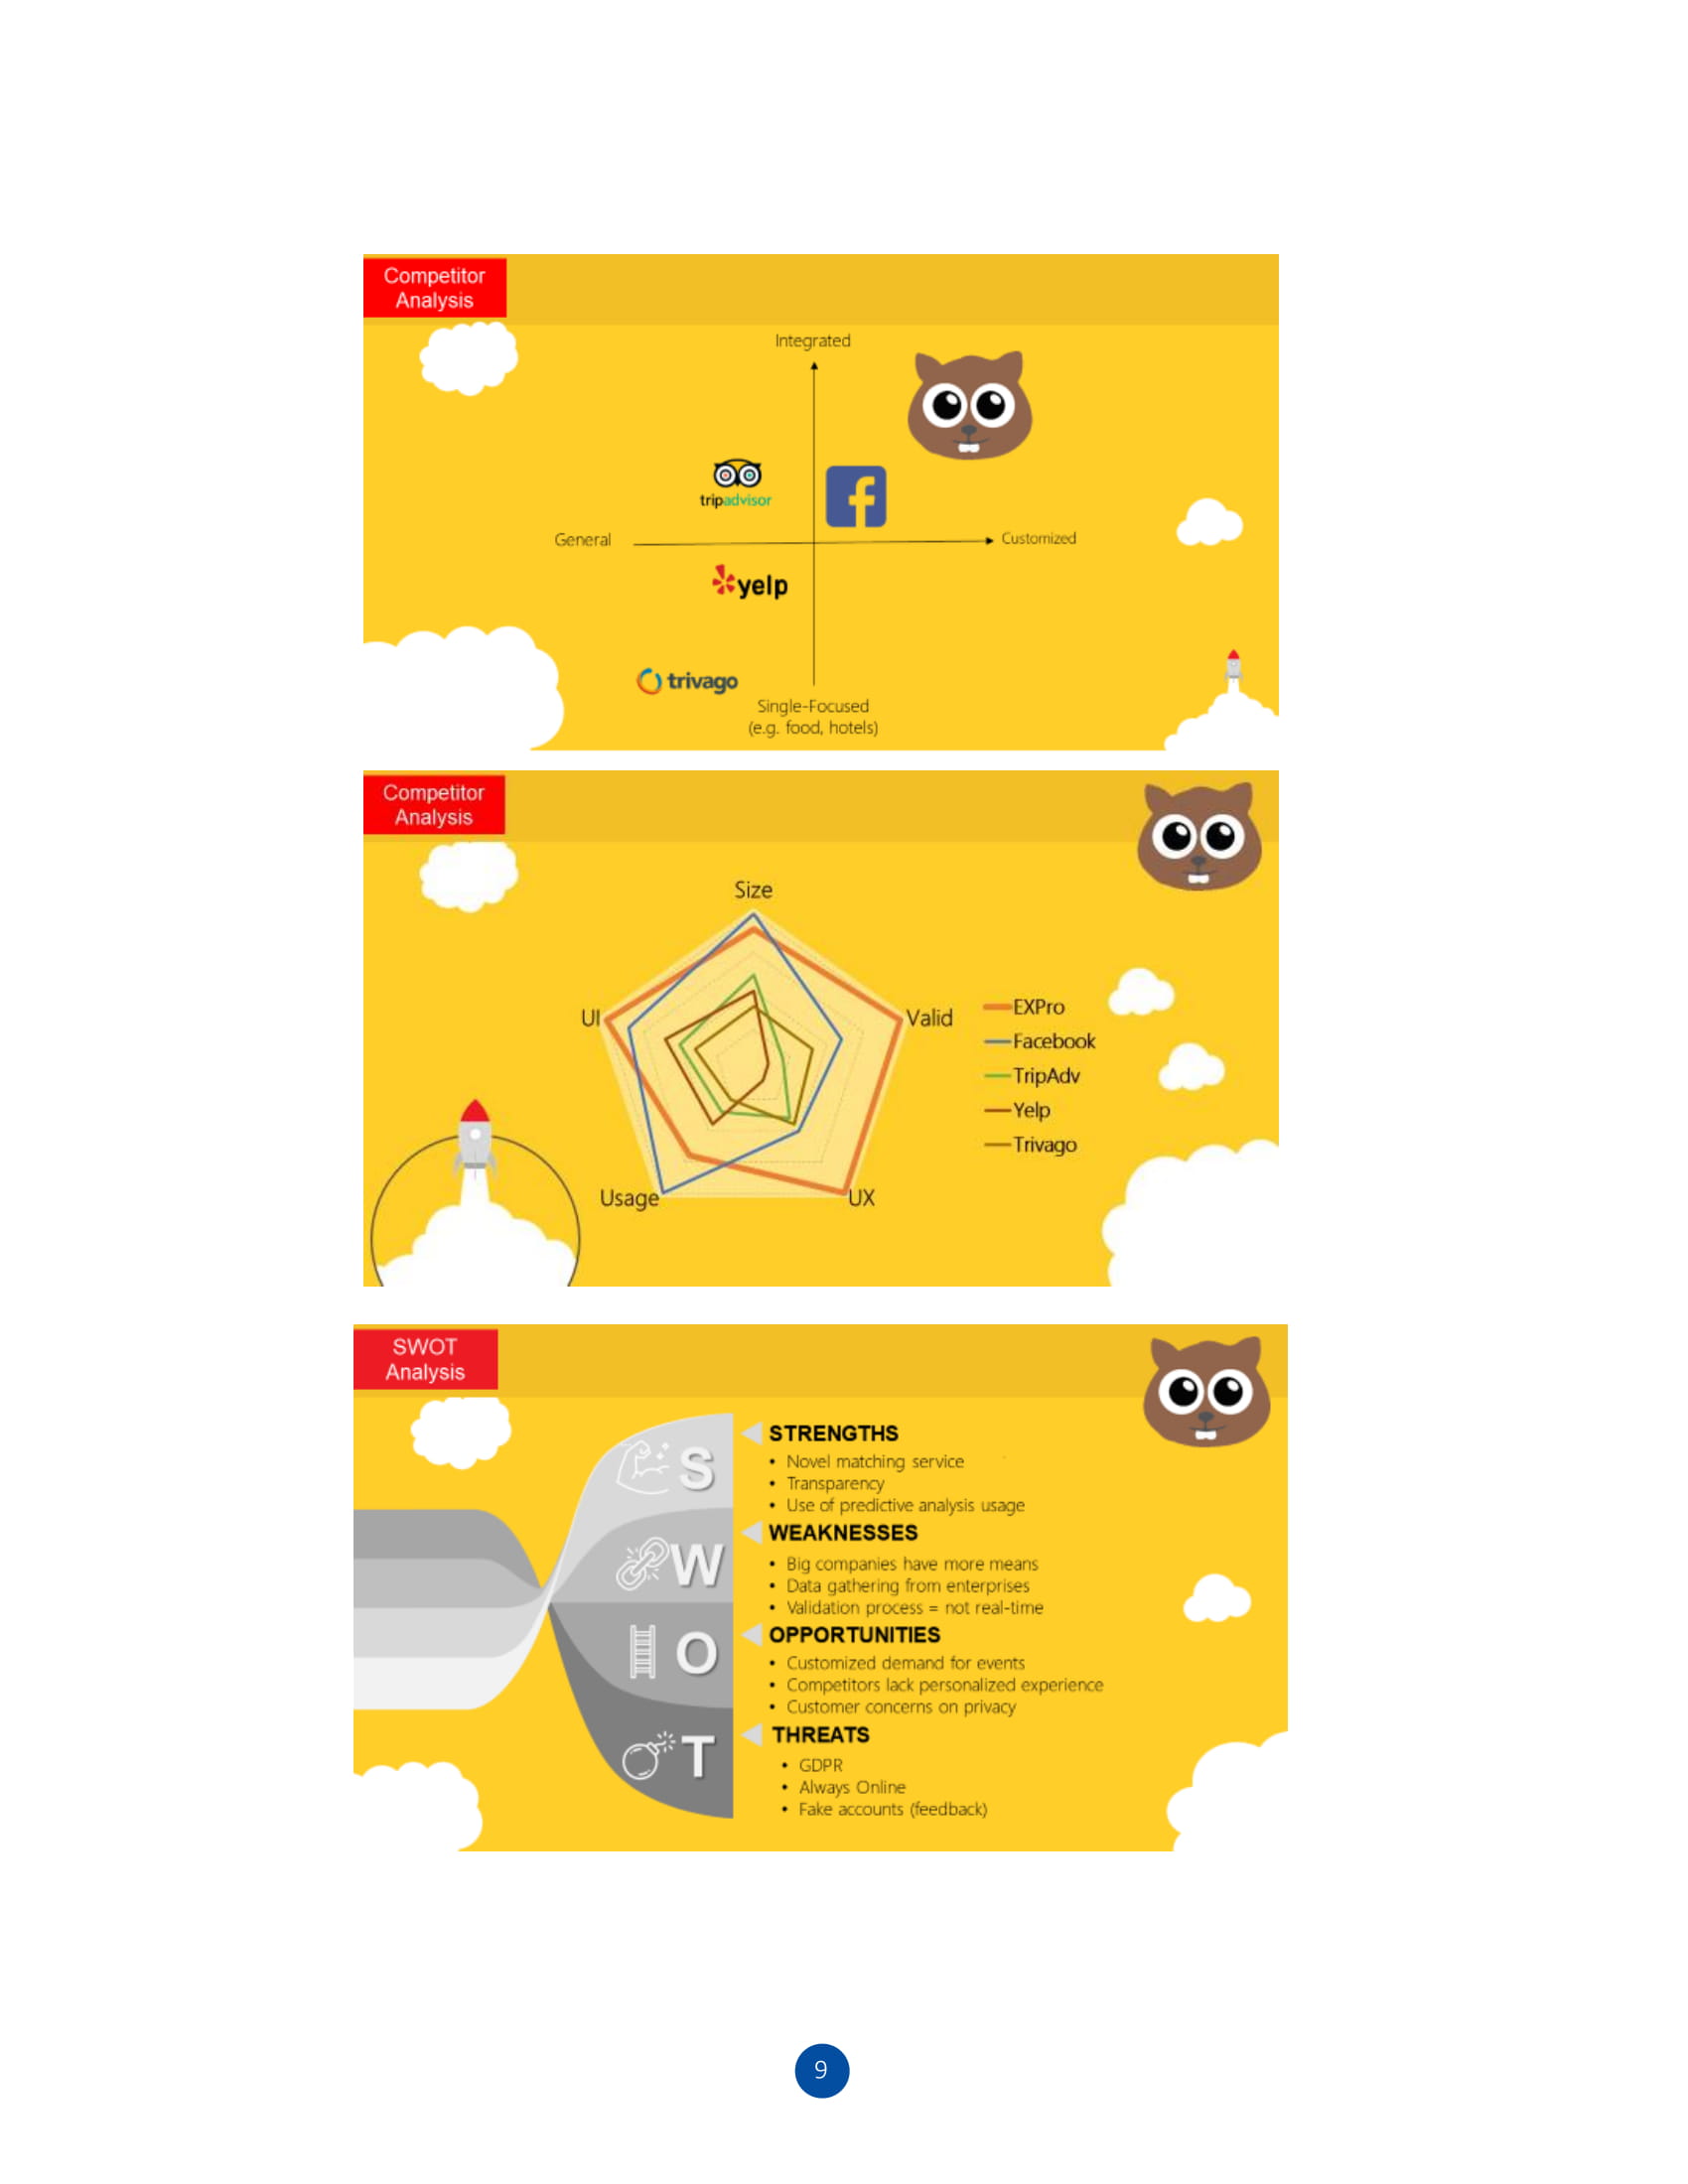 Competitor
Analysis
Integrated
tripadvisor
General
Customized
yelp
trivago
Single-Focused
(e.g. food, hotels)
Competitor
Analysis
Size
UI
Valid
Usage
UX
EXPro
Facebook
TripAdv
Yelp
Trivago
SWOT
Analysis
S
STRENGTHS
• Novel matching service
• Transparency
• Use of predictive analysis usage
W
WEAKNESSES
• Big companies have more means
• Data gathering from enterprises
• Validation process = not real-time
O
OPPORTUNITIES
• Customized demand for events
• Competitors lack personalized experience
• Customer concerns on privacy
T
THREATS
• GDPR
• Always Online
• Fake accounts (feedback)
9